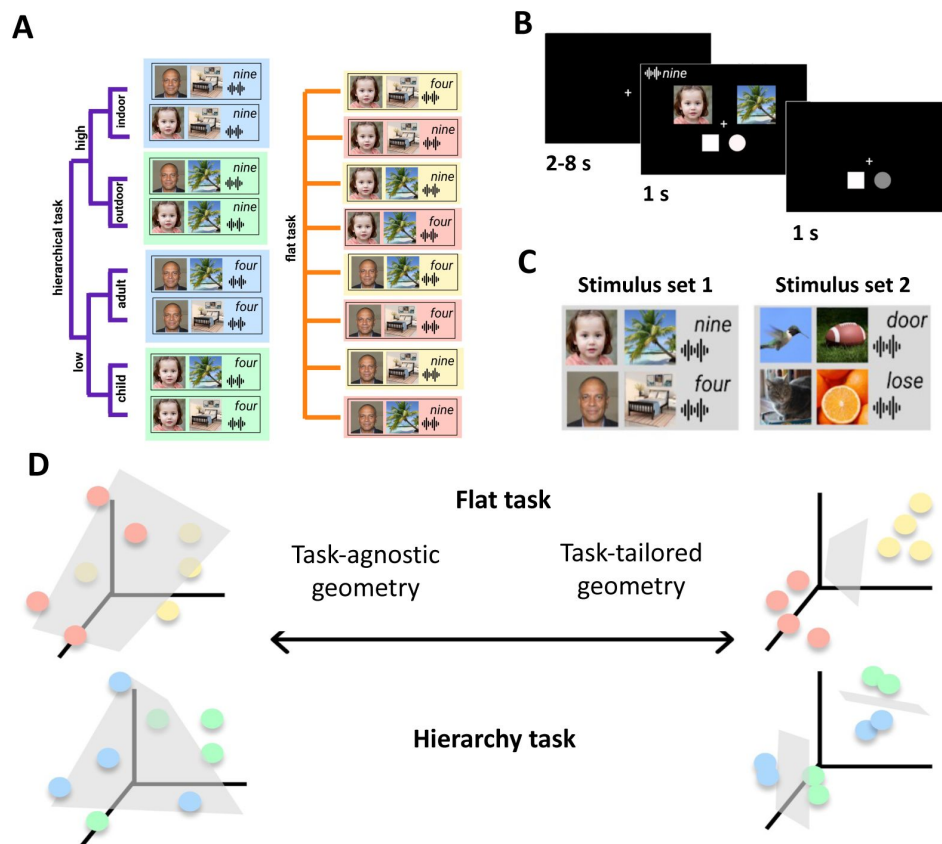 A
hierarchical task
high
low
indoor
outdoor
adult
child
nine
nine
nine
nine
four
four
four
four
flat task
four
nine
nine
four
four
four
nine
nine
B
2-8 s
nine
1 s
1 s
C
Stimulus set 1
nine
four
Stimulus set 2
door
lose
D
Flat task
Task-agnostic
geometry
Task-tailored
geometry
Hierarchy task